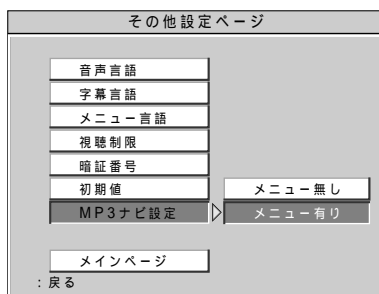 その他設定ページ
音声言語
字幕言語
メニュー言語
視聴制限
暗証番号
初期値 メニュー無し
MP3ナビ設定 メニュー有り
メインページ
：戻る